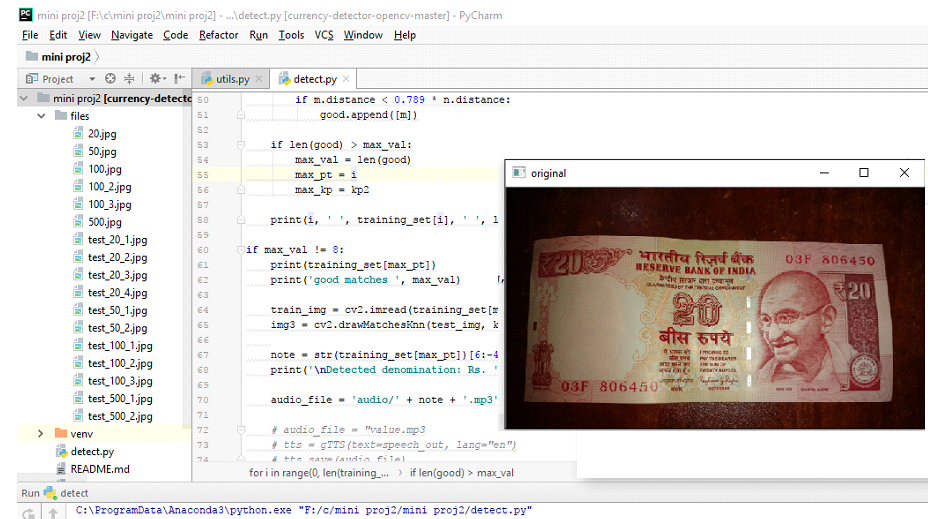 mini proj2 [F:\c\mini proj2\mini proj2] - ...\detect.py [currency-detector-opencv-master] - PyCharm
File Edit View Navigate Code Refactor Run Tools VCS Window Help
mini proj2
Project
utils.py
detect.py
mini proj2 [currency-detecto
files
20.jpg
50.jpg
100.jpg
100_2.jpg
100_3.jpg
500.jpg
test_20_1.jpg
test_20_2.jpg
test_20_3.jpg
test_20_4.jpg
test_50_1.jpg
test_50_2.jpg
test_100_1.jpg
test_100_2.jpg
test_100_3.jpg
test_500_1.jpg
test_500_2.jpg
venv
detect.py
README.md
50 if m.distance < 0.789 * n.distance:
51 good.append([m])
52
53 if len(good) > max_val:
54 max_val = len(good)
55 max_pt = i
56 max_kp = kp2
57
58 print(i, ' ', training_set[i], ' ', l
59
60 if max_val != 8:
61 print(training_set[max_pt])
62 print('good matches ', max_val)
63
64 train_img = cv2.imread(training_set[m
65 img3 = cv2.drawMatchesKnn(test_img, k
66
67 note = str(training_set[max_pt])[6:-4
68 print('\nDetected denomination: Rs. '
69
70 audio_file = 'audio/' + note + '.mp3'
71
72 # audio_file = "value.mp3
73 # tts = gTTS(text=speech_out, lang="en")
74 # tts.save(audio_file)
for i in range(0, len(training_... › if len(good) > max_val
original
₹20
भारतीय रिज़र्व बैंक
RESERVE BANK OF INDIA
03F 806450
₹20
20
बीस रुपये
03F 806450
Run detect
C:\ProgramData\Anaconda3\python.exe "F:/c/mini proj2/mini proj2/detect.py"